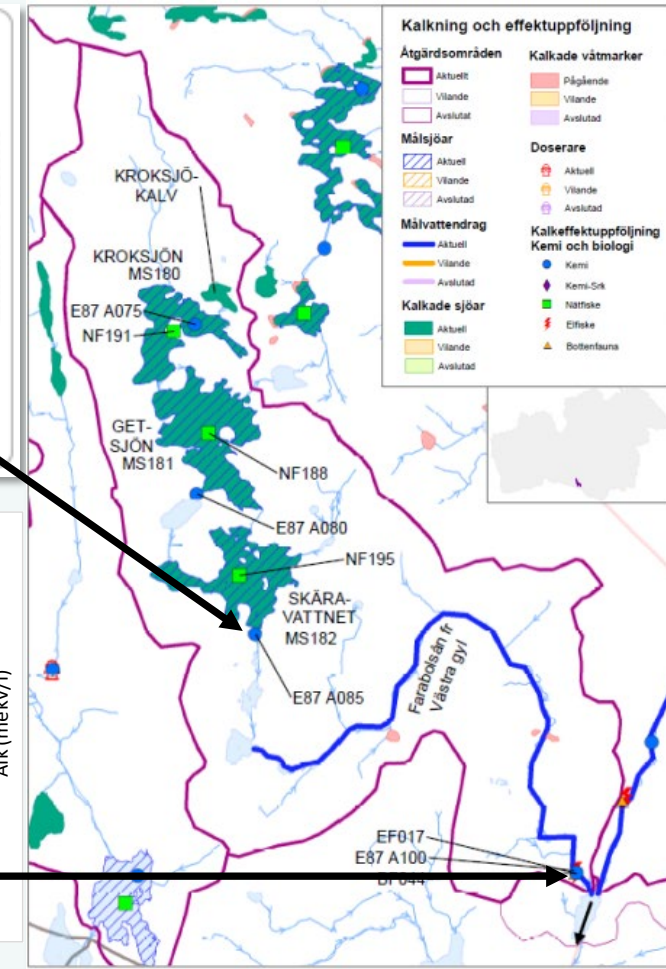 Kalkning och effektuppföljning
Åtgärdsområden
Aktuellt
Vilande
Avslutat
Målsjöar
Aktuell
Vilande
Avslutad
Målvattendrag
Aktuell
Vilande
Avslutad
Kalkade sjöar
Aktuell
Vilande
Avslutad
Kalkade våtmarker
Pågående
Vilande
Avslutad
Doserare
Aktuell
Vilande
Avslutad
Kalkeffektuppföljning
Kemi och biologi
Kemi
Kemi-Srk
Nätfiske
Elfiske
Bottenfauna
KROKSJÖ-
KALV
KROKSJÖN
MS180
E87 A075
NF191
GET-
SJÖN
MS181
NF188
E87 A080
NF195
SKÄRA-
VATTNET
MS182
E87 A085
Farabolsån fr
Västra gyl
Alk (mekv/l)
EF017
E87 A100
BF044